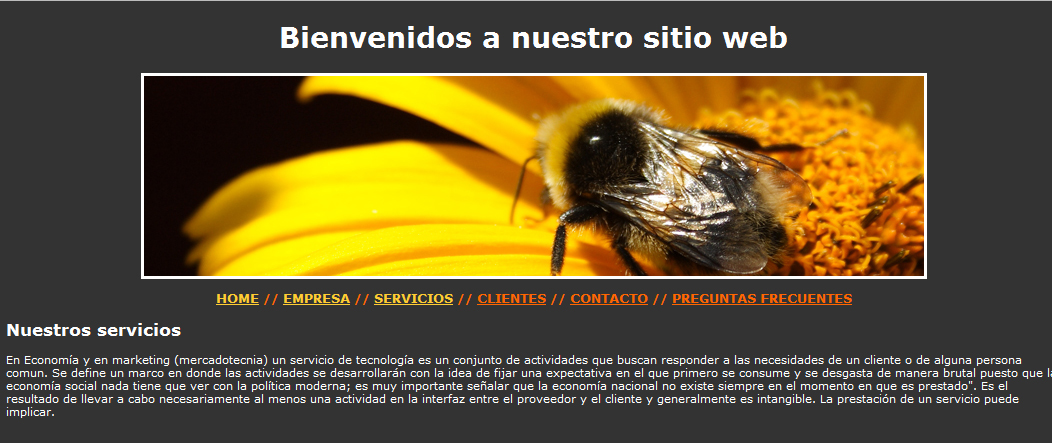 Bienvenidos a nuestro sitio web
HOME // EMPRESA // SERVICIOS // CLIENTES // CONTACTO // PREGUNTAS FRECUENTES
Nuestros servicios
En Economía y en marketing (mercadotecnia) un servicio de tecnología es un conjunto de actividades que buscan responder a las necesidades de un cliente o de alguna persona
comun. Se define un marco en donde las actividades se desarrollarán con la idea de fijar una expectativa en el que primero se consume y se desgasta de manera brutal puesto que
economía social nada tiene que ver con la política moderna; es muy importante señalar que la economía nacional no existe siempre en el momento en que es prestado". Es el
resultado de llevar a cabo necesariamente al menos una actividad en la interfaz entre el proveedor y el cliente y generalmente es intangible. La prestación de un servicio puede
implicar.